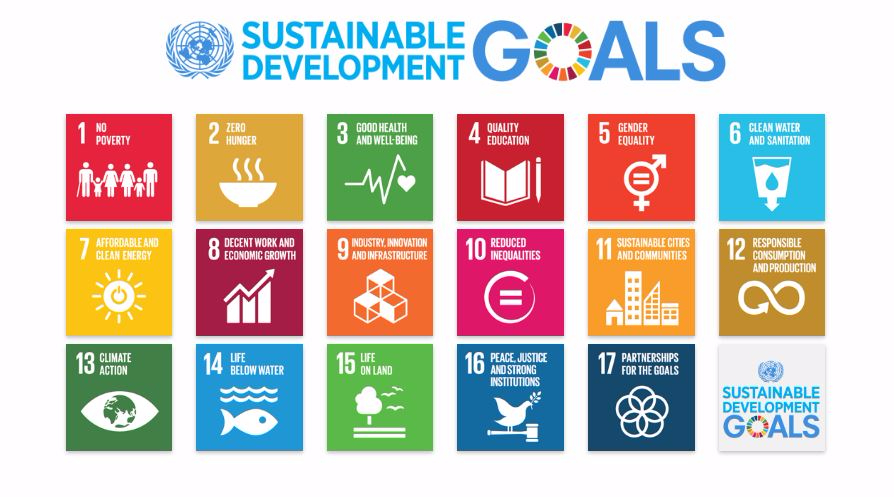 SUSTAINABLE
DEVELOPMENT
GOALS
1 NO
POVERTY
2 ZERO
HUNGER
3 GOOD HEALTH
AND WELL-BEING
4 QUALITY
EDUCATION
5 GENDER
EQUALITY
6 CLEAN WATER
AND SANITATION
7 AFFORDABLE AND
CLEAN ENERGY
8 DECENT WORK AND
ECONOMIC GROWTH
9 INDUSTRY, INNOVATION
AND INFRASTRUCTURE
10 REDUCED
INEQUALITIES
11 SUSTAINABLE CITIES
AND COMMUNITIES
12 RESPONSIBLE
CONSUMPTION
AND PRODUCTION
13 CLIMATE
ACTION
14 LIFE
BELOW WATER
15 LIFE
ON LAND
16 PEACE, JUSTICE
AND STRONG
INSTITUTIONS
17 PARTNERSHIPS
FOR THE GOALS
SUSTAINABLE
DEVELOPMENT
GOALS